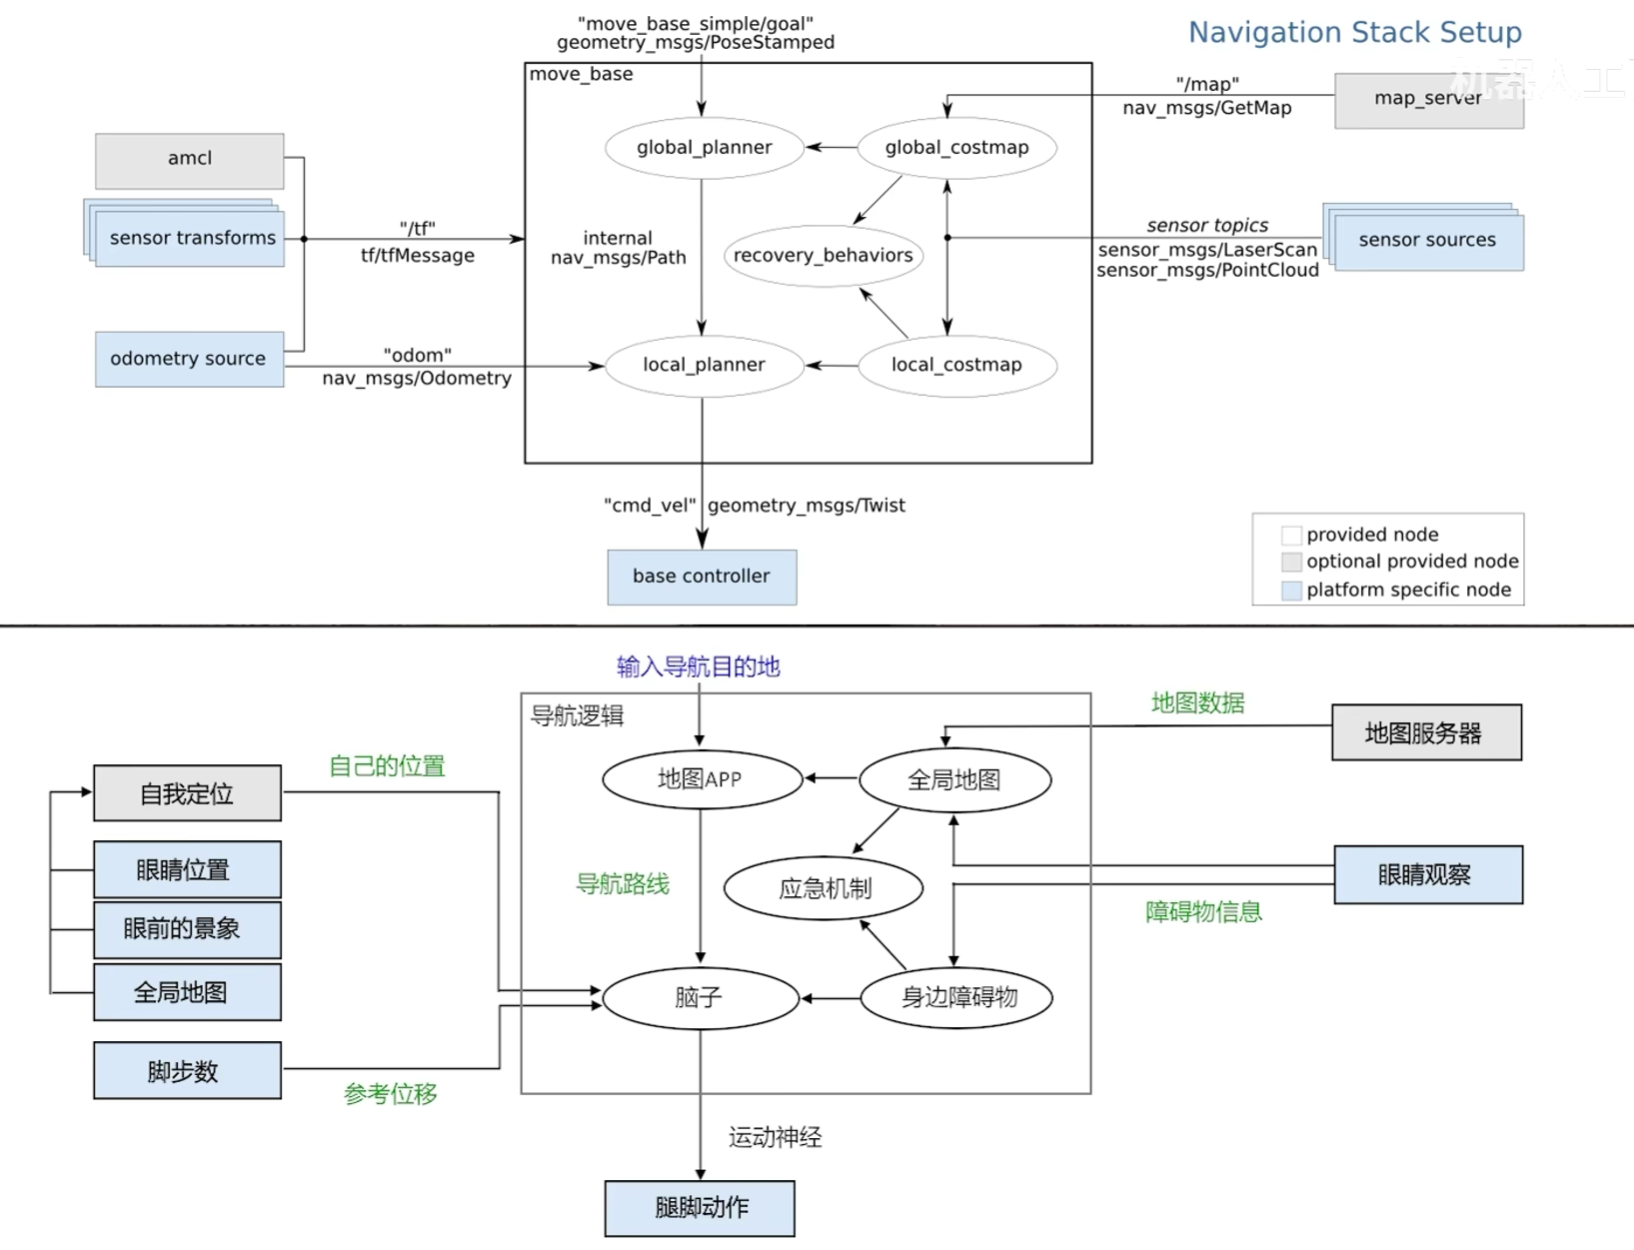 "move_base_simple/goal"
geometry_msgs/PoseStamped
Navigation Stack Setup
机器人工
move_base
"/map"
nav_msgs/GetMap
map_server
amcl
global_planner
global_costmap
sensor transforms
"/tf"
tf/tfMessage
internal
nav_msgs/Path
recovery_behaviors
sensor topics
sensor_msgs/LaserScan
sensor_msgs/PointCloud
sensor sources
odometry source
"odom"
nav_msgs/Odometry
local_planner
local_costmap
"cmd_vel" geometry_msgs/Twist
base controller
provided node
optional provided node
platform specific node
输入导航目的地
导航逻辑
地图数据
地图服务器
自己的位置
自我定位
地图APP
全局地图
眼睛位置
眼前的景象
全局地图
导航路线
应急机制
眼睛观察
障碍物信息
脑子
身边障碍物
脚步数
参考位移
运动神经
腿脚动作